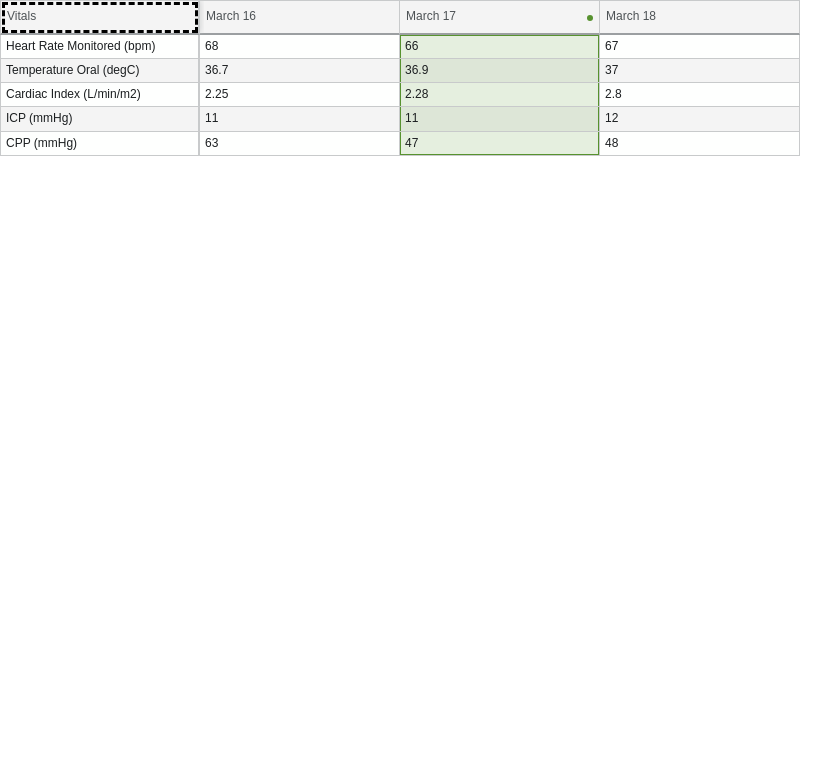 Vitals March 16 March 17 March 18
Heart Rate Monitored (bpm) 68 66 67
Temperature Oral (degC) 36.7 36.9 37
Cardiac Index (L/min/m2) 2.25 2.28 2.8
ICP (mmHg) 11 11 12
CPP (mmHg) 63 47 48